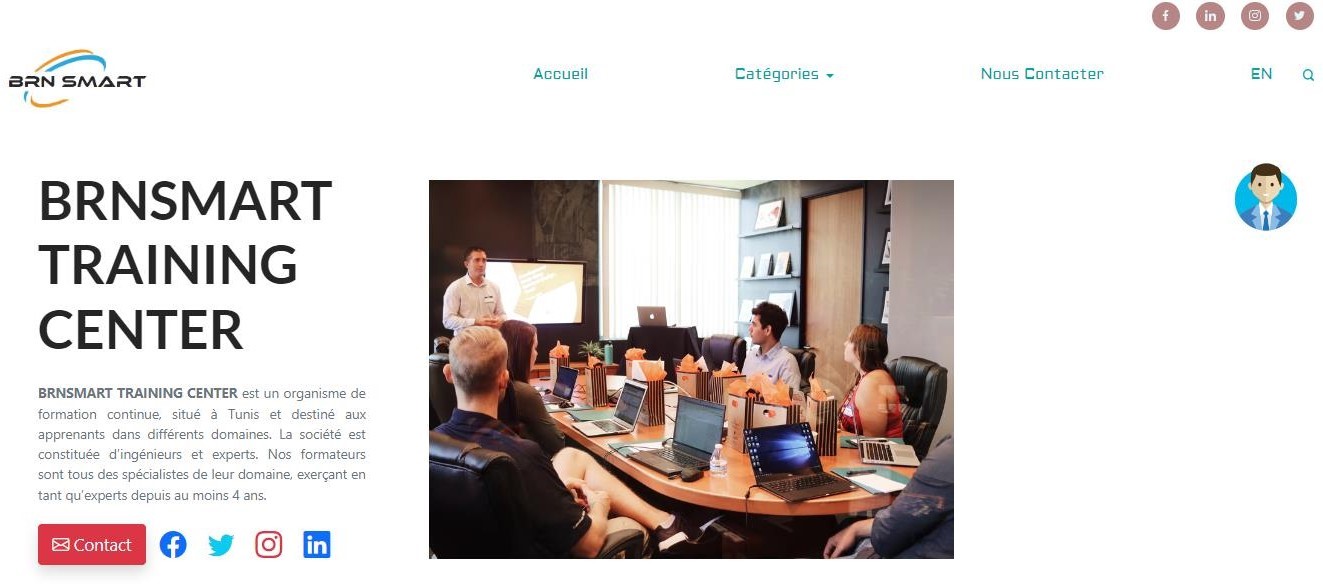 BRN SMART
Accueil
Catégories
Nous Contacter
EN
BRNSMART
TRAINING
CENTER
BRNSMART TRAINING CENTER est un organisme de
formation continue, situé à Tunis et destiné aux
apprenants dans différents domaines. La société est
constituée d'ingénieurs et experts. Nos formateurs
sont tous des spécialistes de leur domaine, exerçant en
tant qu'experts depuis au moins 4 ans.
Contact